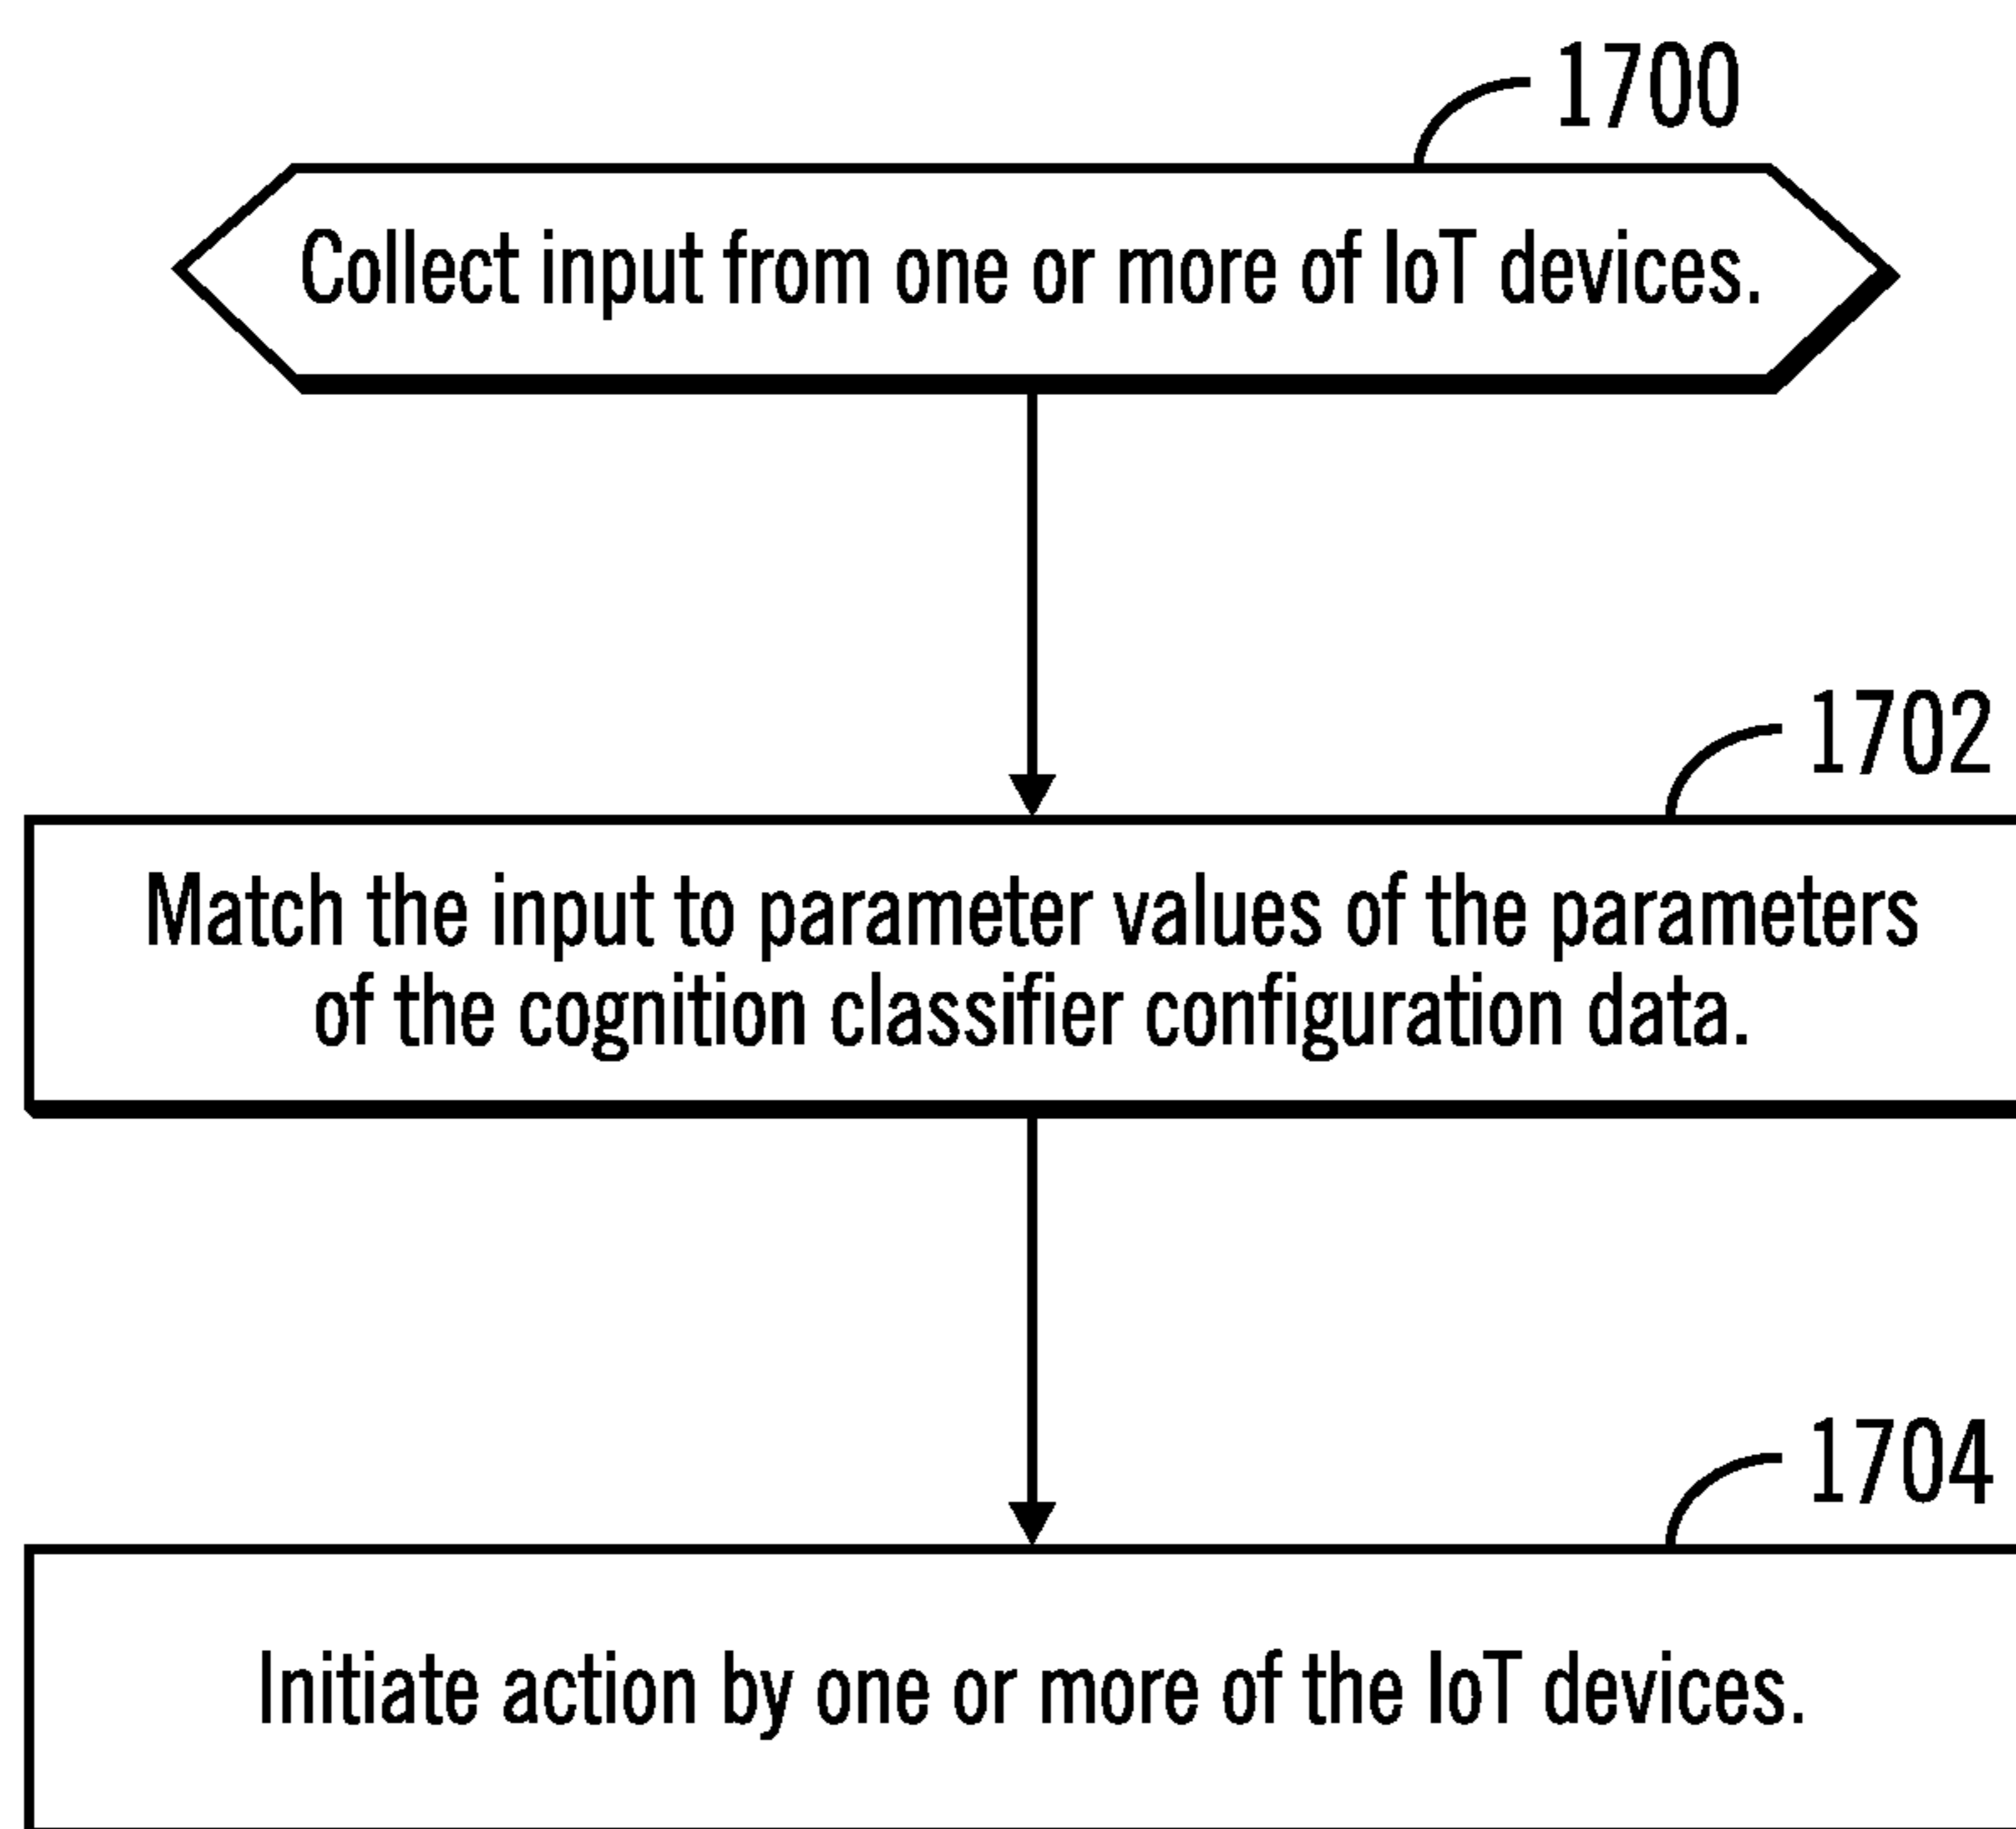 1700
Collect input from one or more of IoT devices.
1702
Match the input to parameter values of the parameters
of the cognition classifier configuration data.
1704
Initiate action by one or more of the IoT devices.